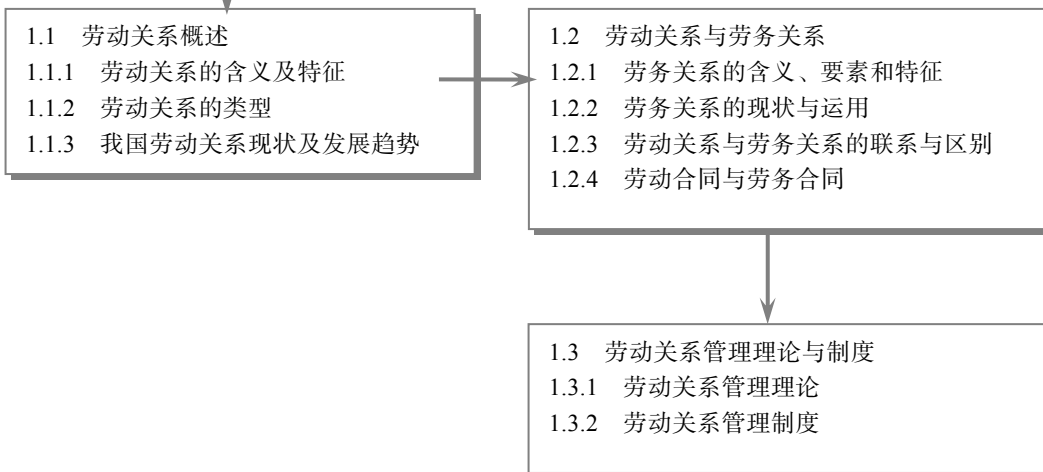 1.1 劳动关系概述
1.1.1 劳动关系的含义及特征
1.1.2 劳动关系的类型
1.1.3 我国劳动关系现状及发展趋势
1.2 劳动关系与劳务关系
1.2.1 劳务关系的含义、要素和特征
1.2.2 劳务关系的现状与运用
1.2.3 劳动关系与劳务关系的联系与区别
1.2.4 劳动合同与劳务合同
1.3 劳动关系管理理论与制度
1.3.1 劳动关系管理理论
1.3.2 劳动关系管理制度